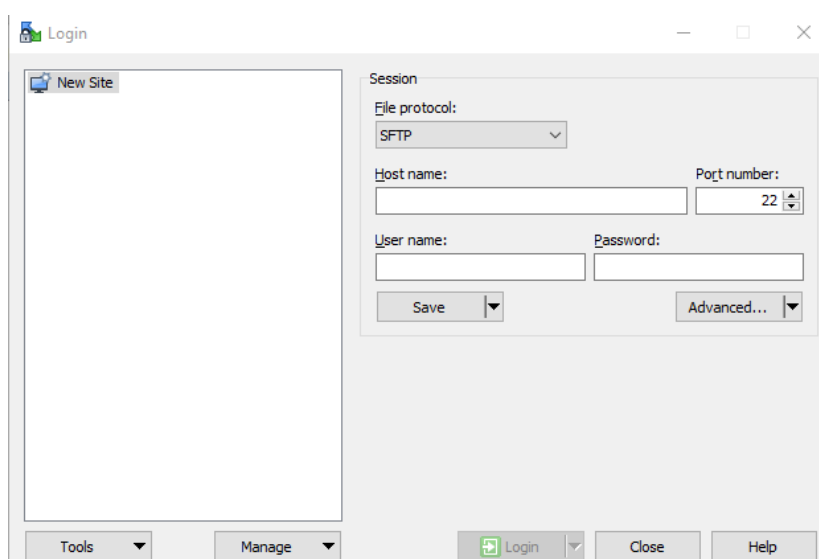 Login
New Site
Session
File protocol:
SFTP
Host name:
Port number:
22
User name:
Password:
Save
Advanced...
Tools
Manage
Login
Close
Help